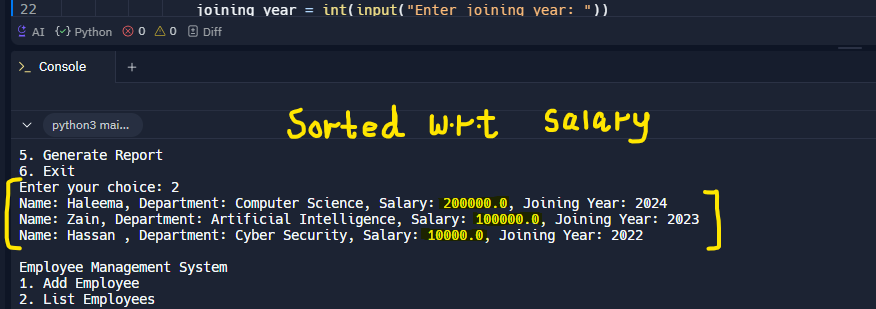 22 joining_year = int(input("Enter joining year: "))
AI {✓} Python 0 0 Diff
>_ Console +
python3 mai...
Sorted w.r.t Salary
5. Generate Report
6. Exit
Enter your choice: 2
Name: Haleema, Department: Computer Science, Salary: 200000.0, Joining Year: 2024
Name: Zain, Department: Artificial Intelligence, Salary: 100000.0, Joining Year: 2023
Name: Hassan , Department: Cyber Security, Salary: 10000.0, Joining Year: 2022
Employee Management System
1. Add Employee
2. List Employees